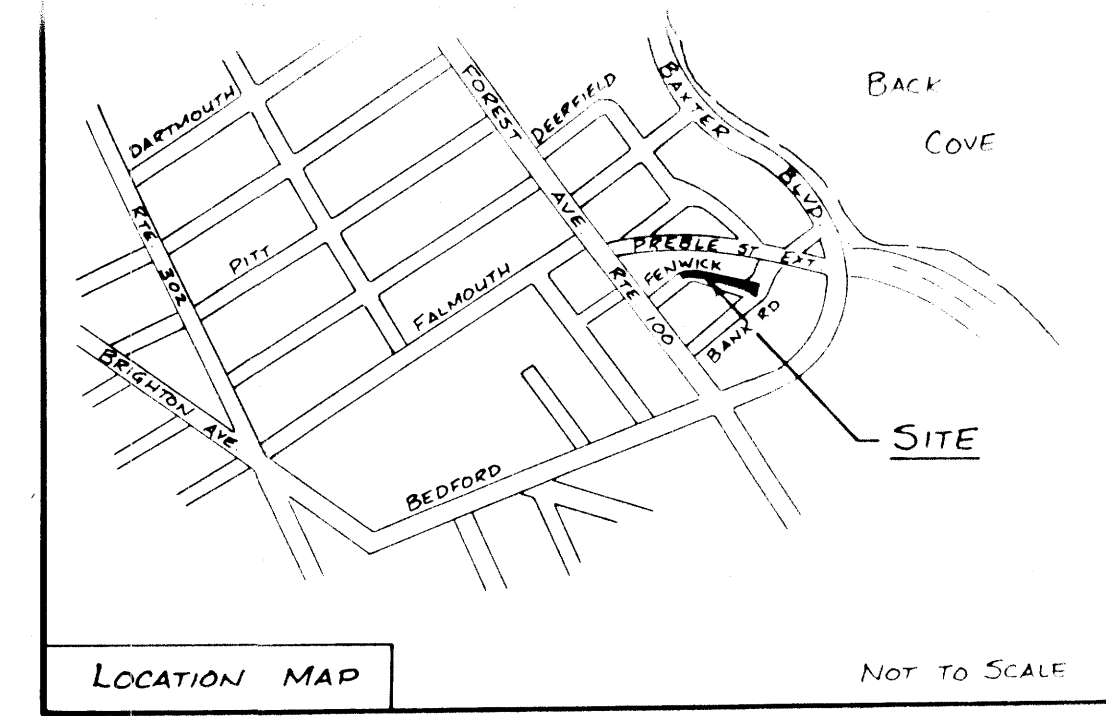 BACK
COVE
DARTMOUTH
FOREST AVE
DEERFIELD
BAXTER BLVD
RTE 302
PITT
FALMOUTH
PREBLE ST EXT
FENWICK
RTE 100
BANK RD
BRIGHTON AVE
SITE
BEDFORD
LOCATION MAP
NOT TO SCALE